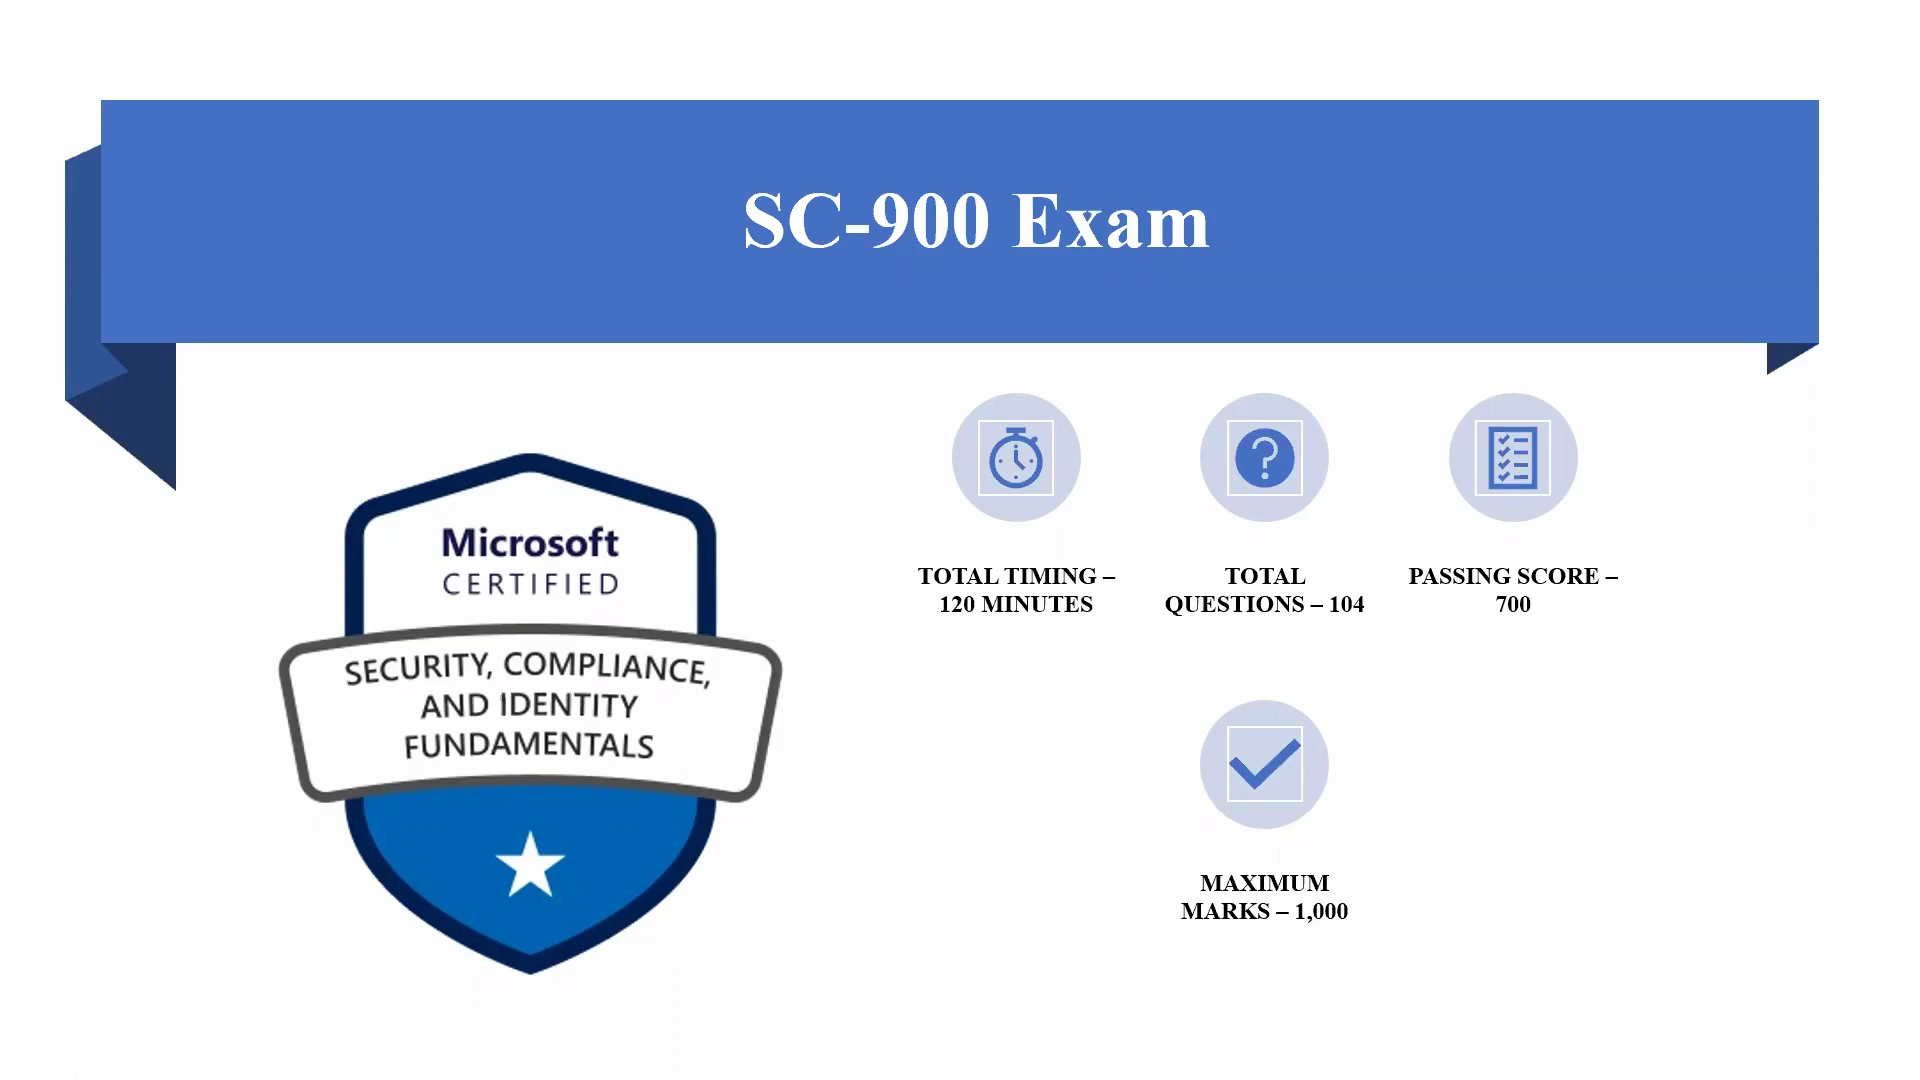 SC-900 Exam
Microsoft
CERTIFIED
SECURITY, COMPLIANCE,
AND IDENTITY
FUNDAMENTALS
TOTAL TIMING –
120 MINUTES
TOTAL
QUESTIONS – 104
PASSING SCORE –
700
MAXIMUM
MARKS – 1,000